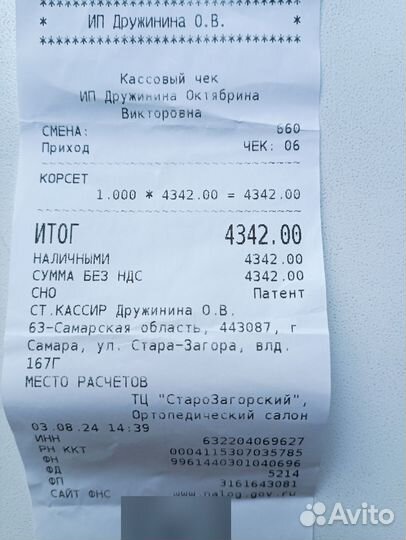 ************************
* ИП Дружинина О.В. *
************************
Кассовый чек
ИП Дружинина Октябрина
Викторовна
СМЕНА: 660
Приход ЧЕК: 06
КОРСЕТ
1.000 * 4342.00 = 4342.00
ИТОГ 4342.00
НАЛИЧНЫМИ 4342.00
СУММА БЕЗ НДС 4342.00
СНО Патент
СТ.КАССИР Дружинина О.В.
63-Самарская область, 443087, г
Самара, ул. Стара-Загора, влд.
167Г
МЕСТО РАСЧЕТОВ
ТЦ "СтароЗагорский",
Ортопедический салон
03.08.24 14:39
ИНН 632204069627
РН ККТ 0004115307035785
ФН 9961440301040696
ФД 5214
ФП 3161643081
САЙТ ФНС www.nalog.gov.ru
Avito